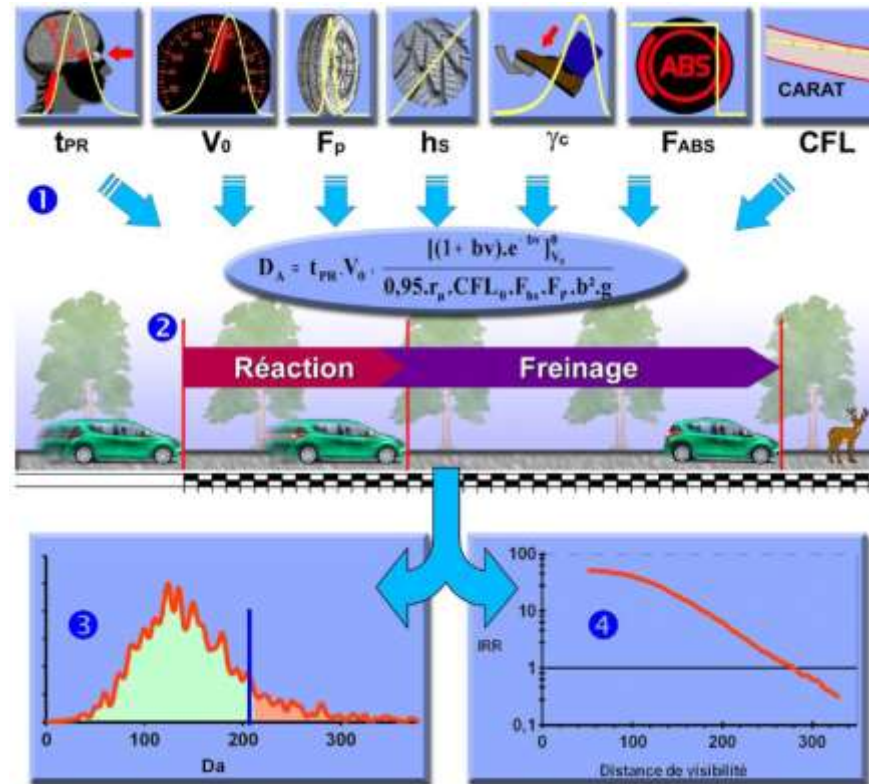 ABS
CARAT
tPR V0 Fp hS γc FABS CFL
1
[(1+ bv).e^-bv]^0_V0
DA = tPR.V0. 
0,95.rμ.CFL0.Fhs.FP.b².g
2
Réaction Freinage
3
0 100 200 300
Da
4
100
10
1
0,1
IRR
0 100 200 300
Distance de visibilité